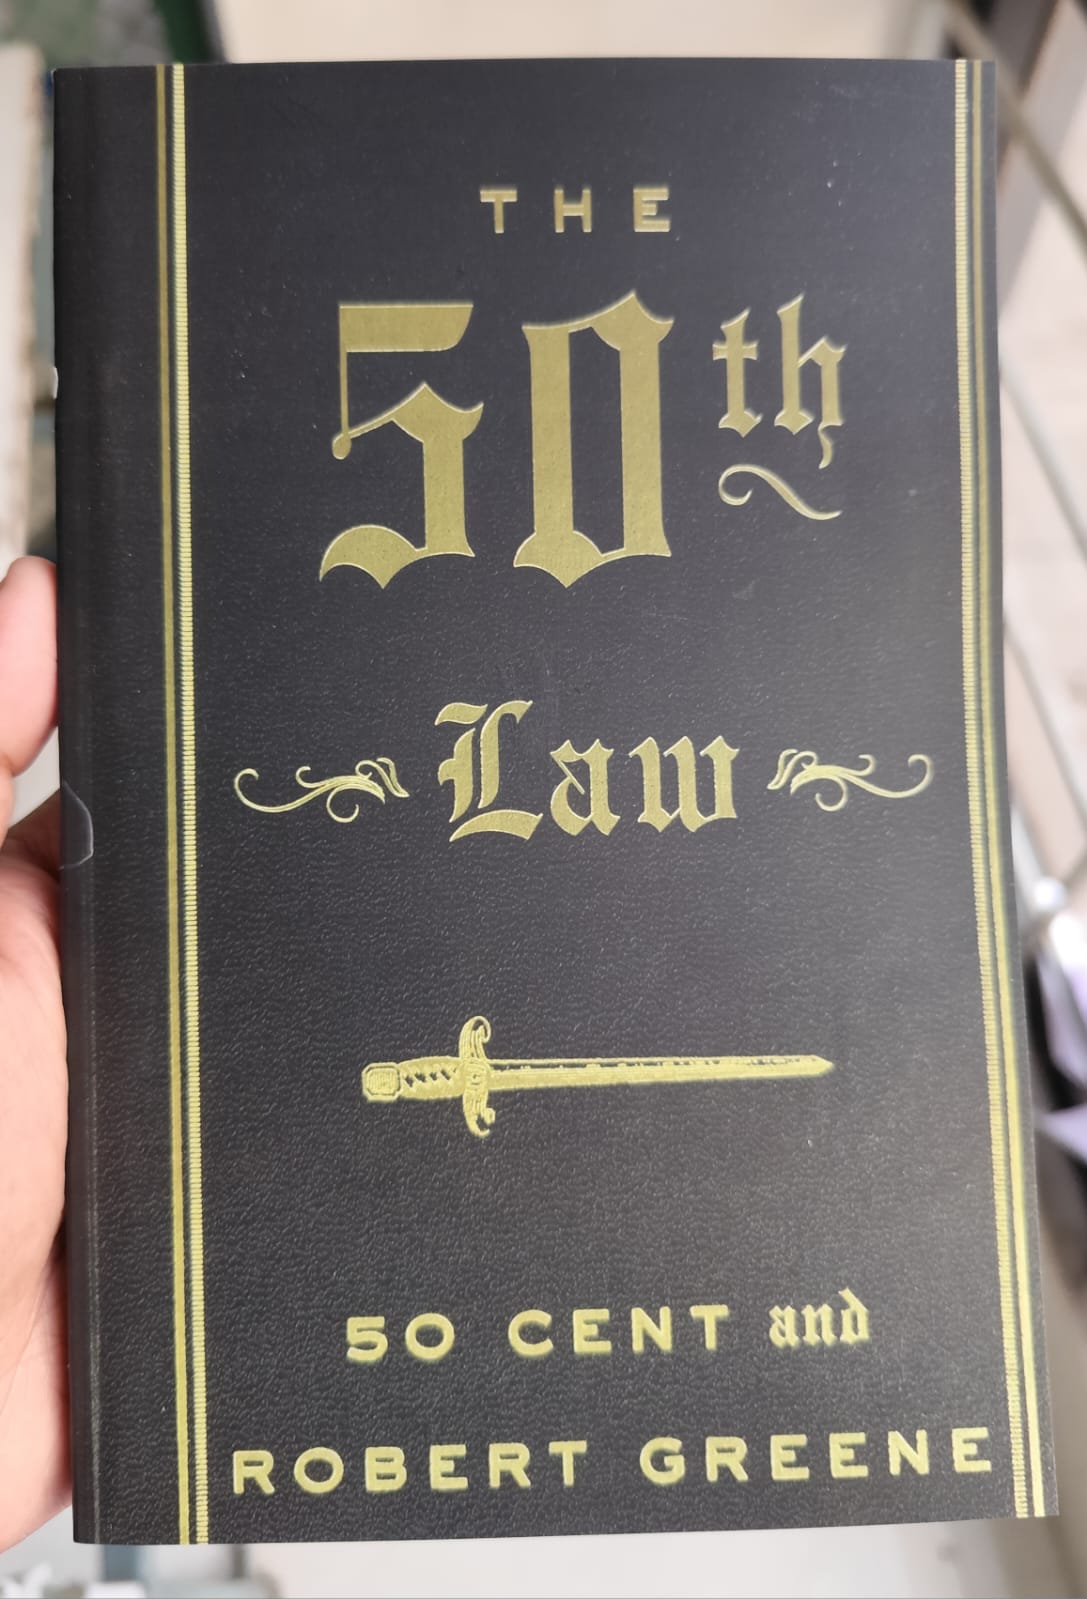 THE
50th
Law
50 CENT and
ROBERT GREENE